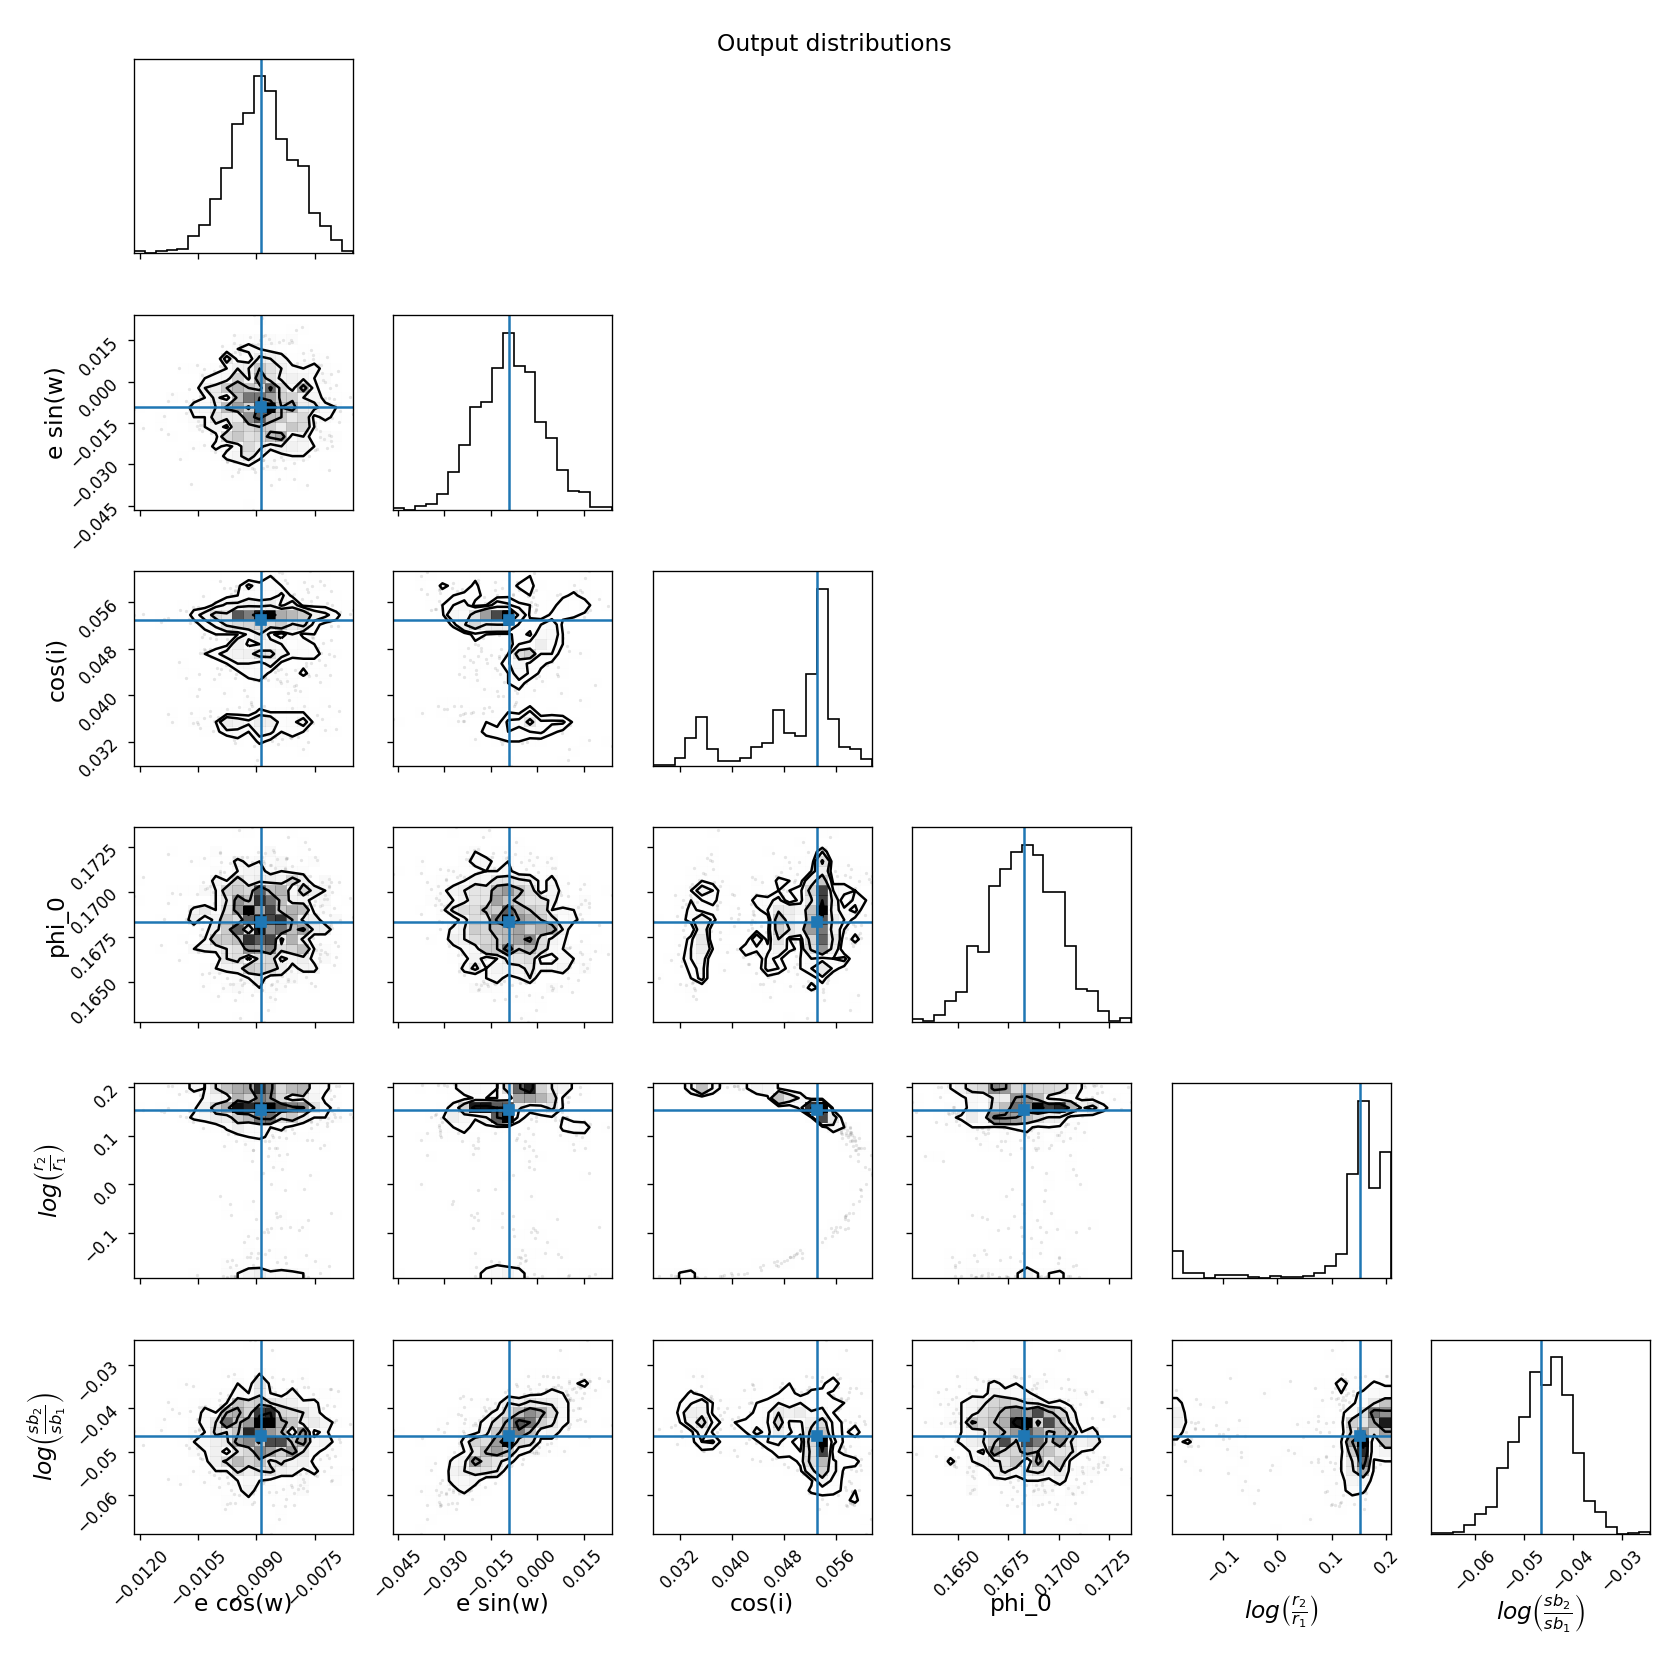 Output distributions
e sin(w)
0.015
0.000
−0.015
−0.030
−0.045
cos(i)
0.056
0.048
0.040
0.032
phi_0
0.1725
0.1700
0.1675
0.1650
log(r₂/r₁)
0.2
0.1
0.0
−0.1
log(sb₂/sb₁)
−0.03
−0.04
−0.05
−0.06
−0.0120 −0.0105 −0.0090 −0.0075
e cos(w)
−0.045 −0.030 −0.015 0.000 0.015
e sin(w)
0.032 0.040 0.048 0.056
cos(i)
0.1650 0.1675 0.1700 0.1725
phi_0
−0.1 0.0 0.1 0.2
log(r₂/r₁)
−0.06 −0.05 −0.04 −0.03
log(sb₂/sb₁)